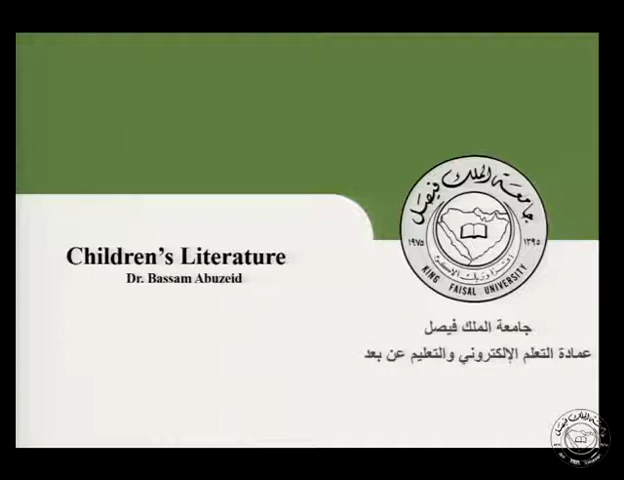 Children's Literature
Dr. Bassam Abuzeid
جامعة الملك فيصل
١٩٧٥ ١٣٩٥
KING FAISAL UNIVERSITY
جامعة الملك فيصل
عمادة التعلم الإلكتروني والتعليم عن بعد